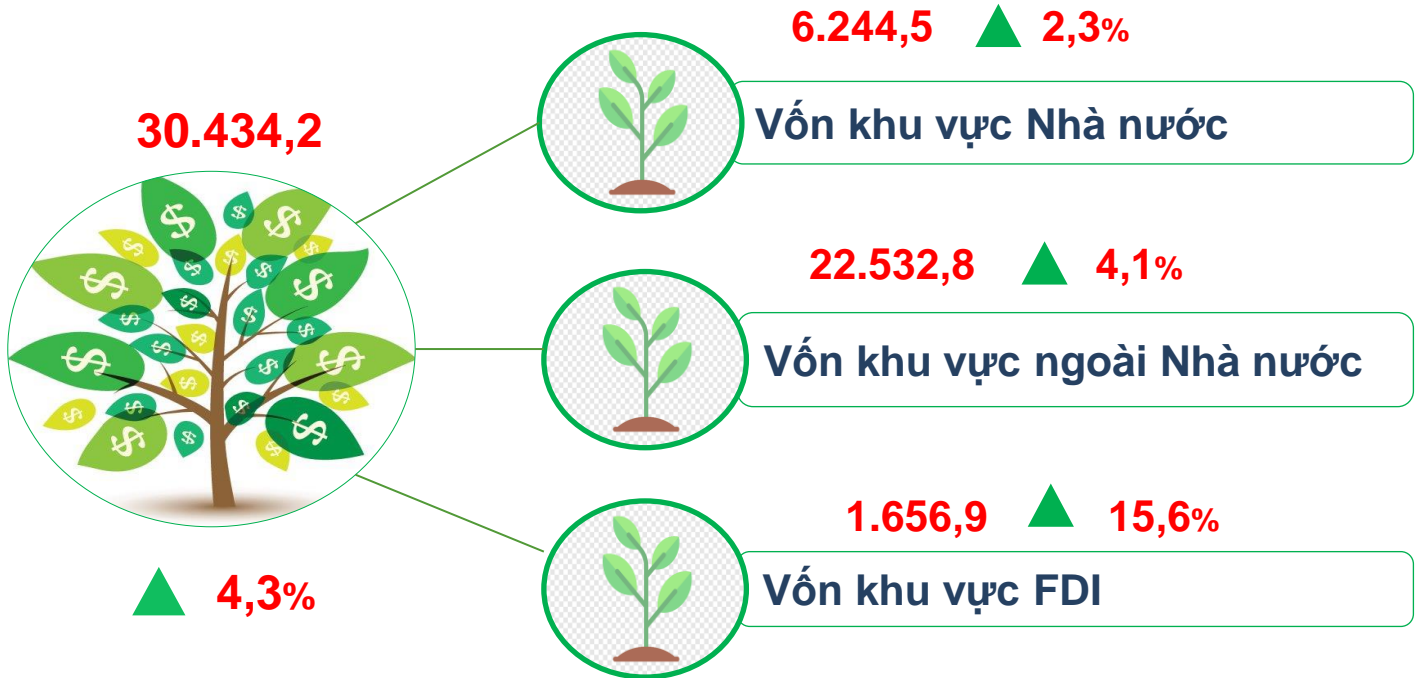 30.434,2
4,3%
6.244,5 2,3%
Vốn khu vực Nhà nước
22.532,8 4,1%
Vốn khu vực ngoài Nhà nước
1.656,9 15,6%
Vốn khu vực FDI